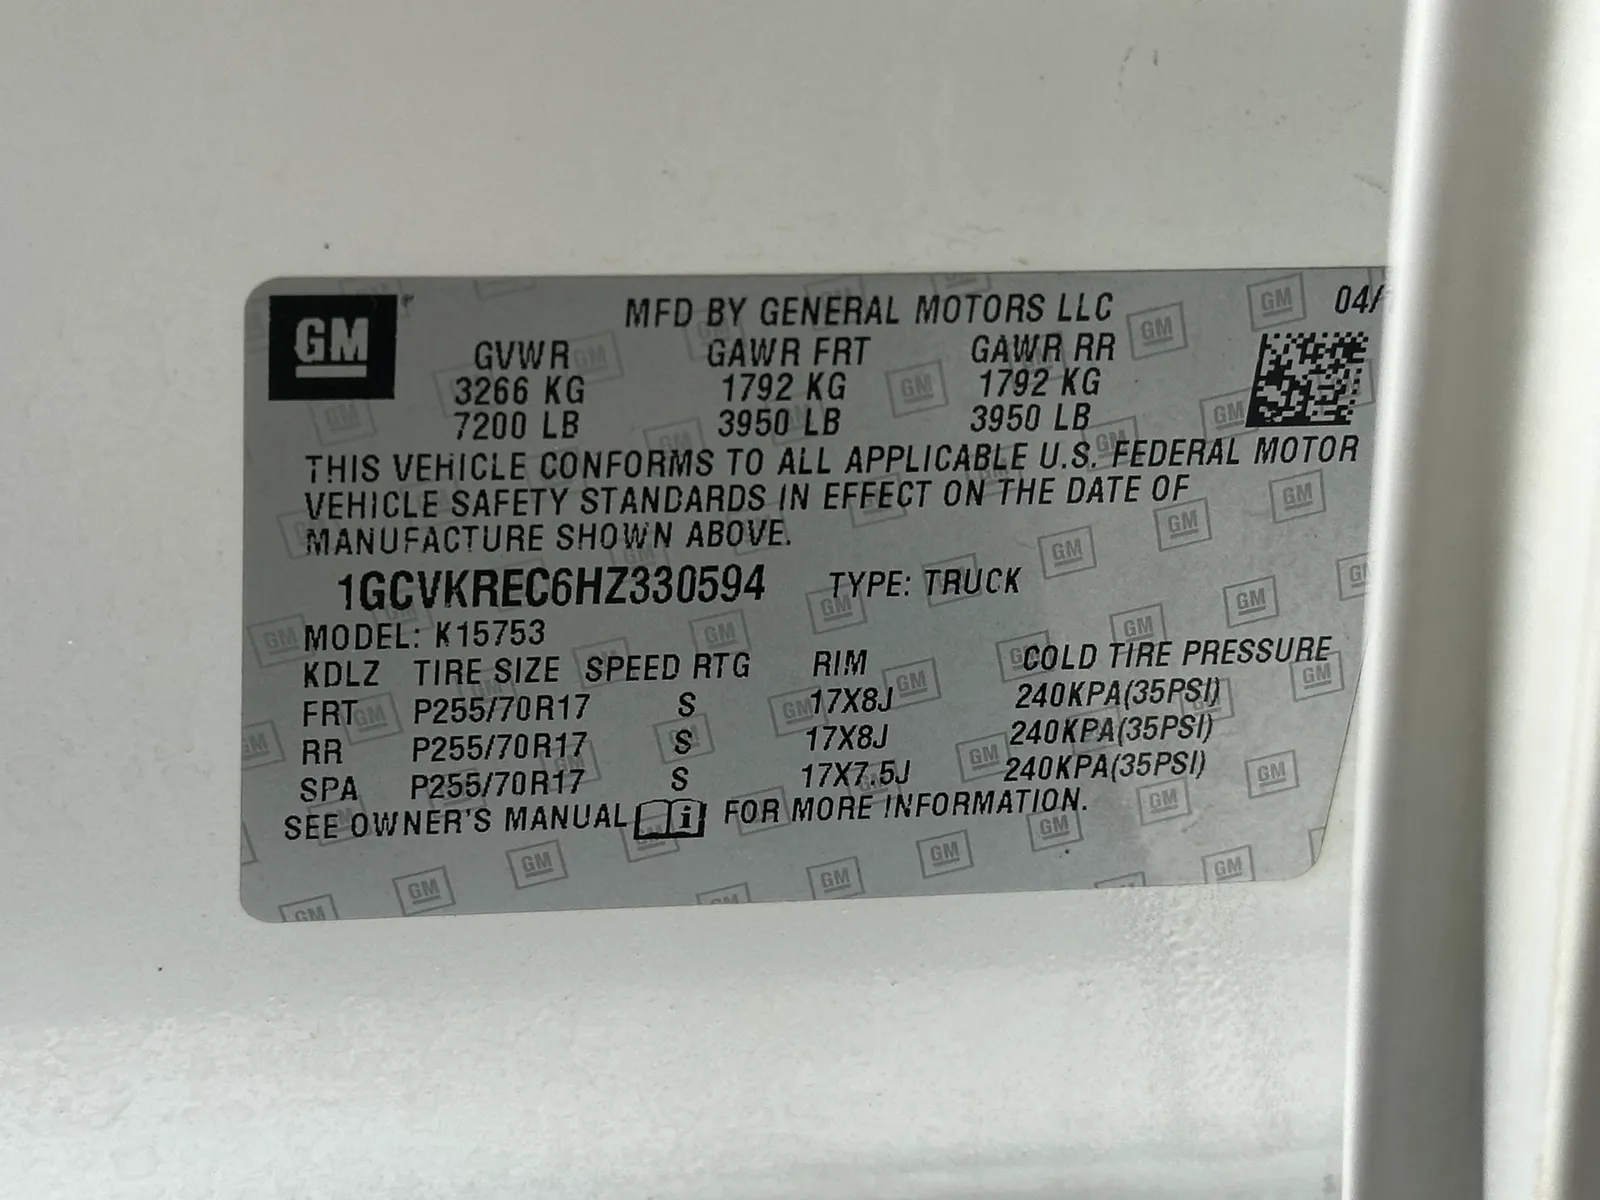 GM
MFD BY GENERAL MOTORS LLC 04/
GVWR GAWR FRT GAWR RR
3266 KG 1792 KG 1792 KG
7200 LB 3950 LB 3950 LB
THIS VEHICLE CONFORMS TO ALL APPLICABLE U.S. FEDERAL MOTOR
VEHICLE SAFETY STANDARDS IN EFFECT ON THE DATE OF
MANUFACTURE SHOWN ABOVE.
1GCVKREC6HZ330594 TYPE: TRUCK
MODEL: K15753
KDLZ TIRE SIZE SPEED RTG RIM COLD TIRE PRESSURE
FRT P255/70R17 S 17X8J 240KPA(35PSI)
RR P255/70R17 S 17X8J 240KPA(35PSI)
SPA P255/70R17 S 17X7.5J 240KPA(35PSI)
SEE OWNER'S MANUAL i FOR MORE INFORMATION.